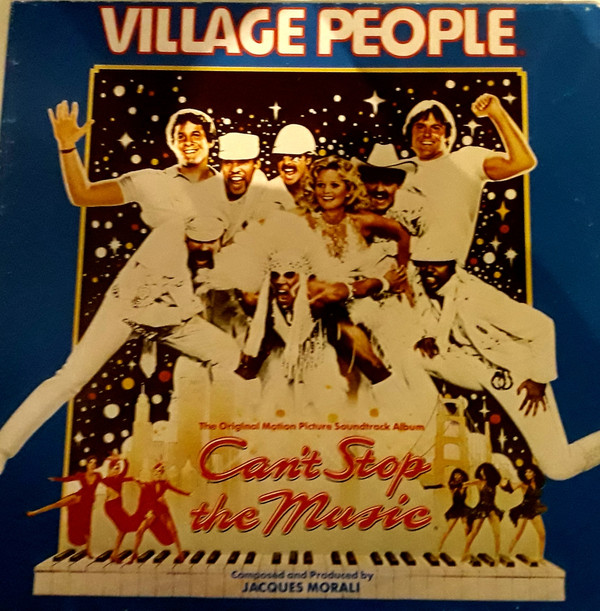 VILLAGE PEOPLE
The Original Motion Picture Soundtrack Album
Can't Stop
the Music
Composed and Produced by
JACQUES MORALI